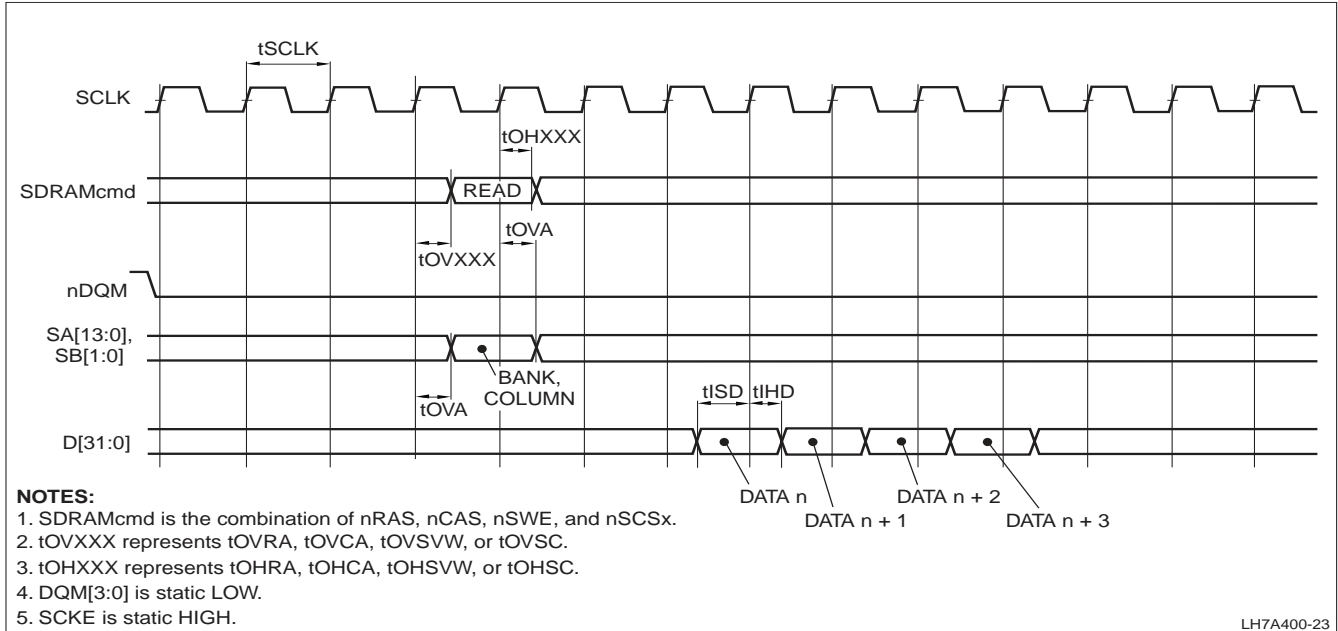 tSCLK
SCLK
tOHXXX
SDRAMcmd
READ
tOVA
tOVXXX
nDQM
SA[13:0],
SB[1:0]
BANK,
COLUMN
tOVA
tISD
tIHD
D[31:0]
DATA n
DATA n + 1
DATA n + 2
DATA n + 3
NOTES:
1. SDRAMcmd is the combination of nRAS, nCAS, nSWE, and nSCSx.
2. tOVXXX represents tOVRA, tOVCA, tOVSVW, or tOVSC.
3. tOHXXX represents tOHRA, tOHCA, tOHSVW, or tOHSC.
4. DQM[3:0] is static LOW.
5. SCKE is static HIGH.
LH7A400-23